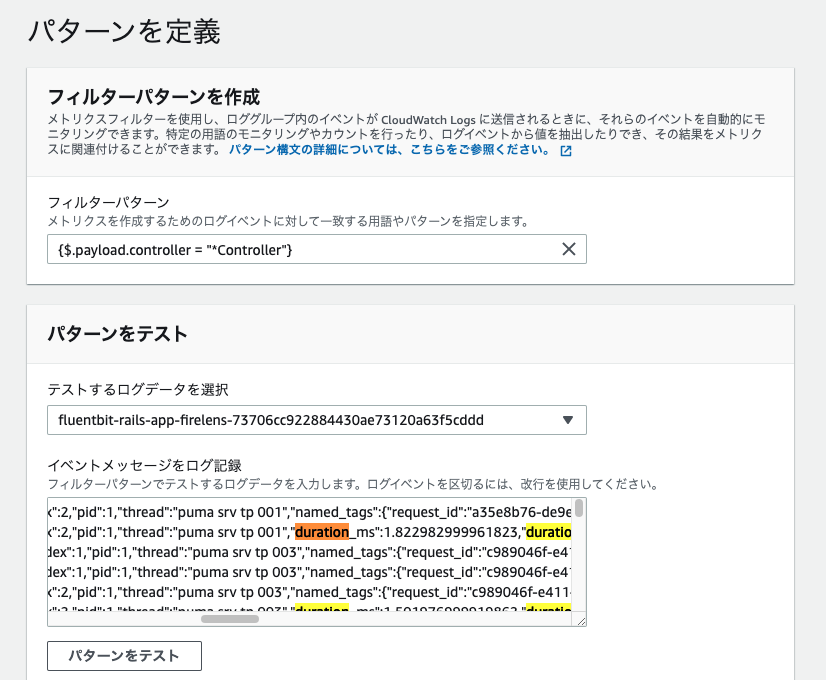 パターンを定義
フィルターパターンを作成
メトリクスフィルターを使用し、ロググループ内のイベントが CloudWatch Logs に送信されるときに、それらのイベントを自動的にモ
ニタリングできます。特定の用語のモニタリングやカウントを行ったり、ログイベントから値を抽出したりでき、その結果をメトリク
スに関連付けることができます。 パターン構文の詳細については、こちらをご参照ください。
フィルターパターン
メトリクスを作成するためのログイベントに対して一致する用語やパターンを指定します。
{$.payload.controller = "*Controller"}
パターンをテスト
テストするログデータを選択
fluentbit-rails-app-firelens-73706cc922884430ae73120a63f5cddd
イベントメッセージをログ記録
フィルターパターンでテストするログデータを入力します。ログイベントを区切るには、改行を使用してください。
":2,"pid":1,"thread":"puma srv tp 001","named_tags":{"request_id":"a35e8b76-de9e
":2,"pid":1,"thread":"puma srv tp 001","duration_ms":1.822982999961823,"duratio
dex":1,"pid":1,"thread":"puma srv tp 003","named_tags":{"request_id":"c989046f-e41
dex":1,"pid":1,"thread":"puma srv tp 003","named_tags":{"request_id":"c989046f-e41
":2,"pid":1,"thread":"puma srv tp 003","named_tags":{"request_id":"c989046f-e411
":2,"pid":1,"thread":"puma srv tp 003","duration_ms":1.501976999919862,"duratio
パターンをテスト